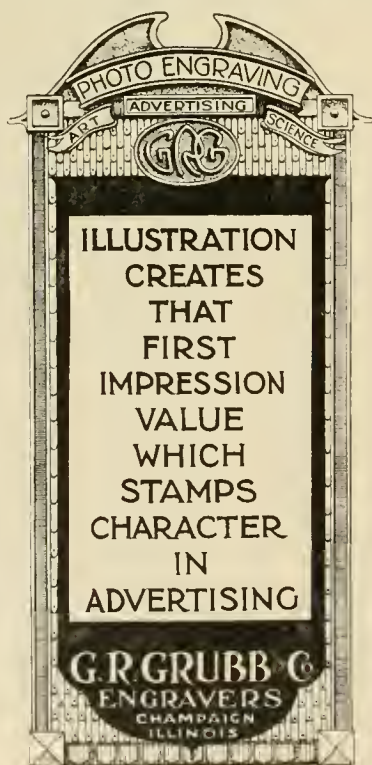 PHOTO ENGRAVING
ADVERTISING
ART
SCIENCE
GRG
ILLUSTRATION
CREATES
THAT
FIRST
IMPRESSION
VALUE
WHICH
STAMPS
CHARACTER
IN
ADVERTISING
G.R. GRUBB & Co
ENGRAVERS
CHAMPAIGN
ILLINOIS